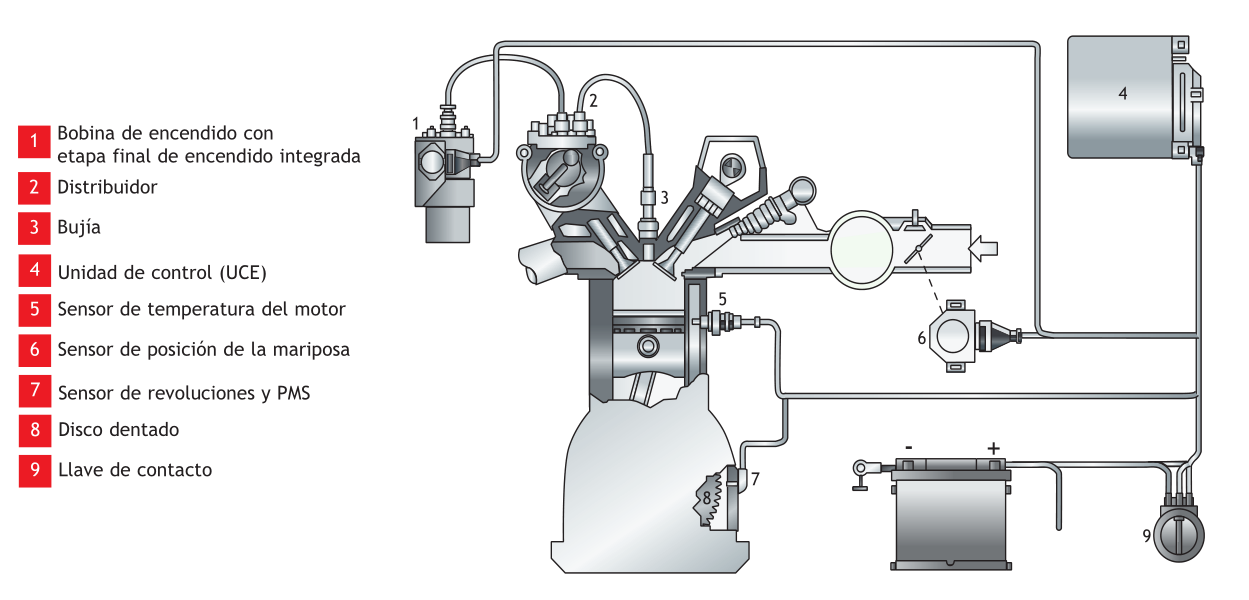 1 Bobina de encendido con
etapa final de encendido integrada
2 Distribuidor
3 Bujía
4 Unidad de control (UCE)
5 Sensor de temperatura del motor
6 Sensor de posición de la mariposa
7 Sensor de revoluciones y PMS
8 Disco dentado
9 Llave de contacto
1
2
3
4
5
6
7
8
- +
9